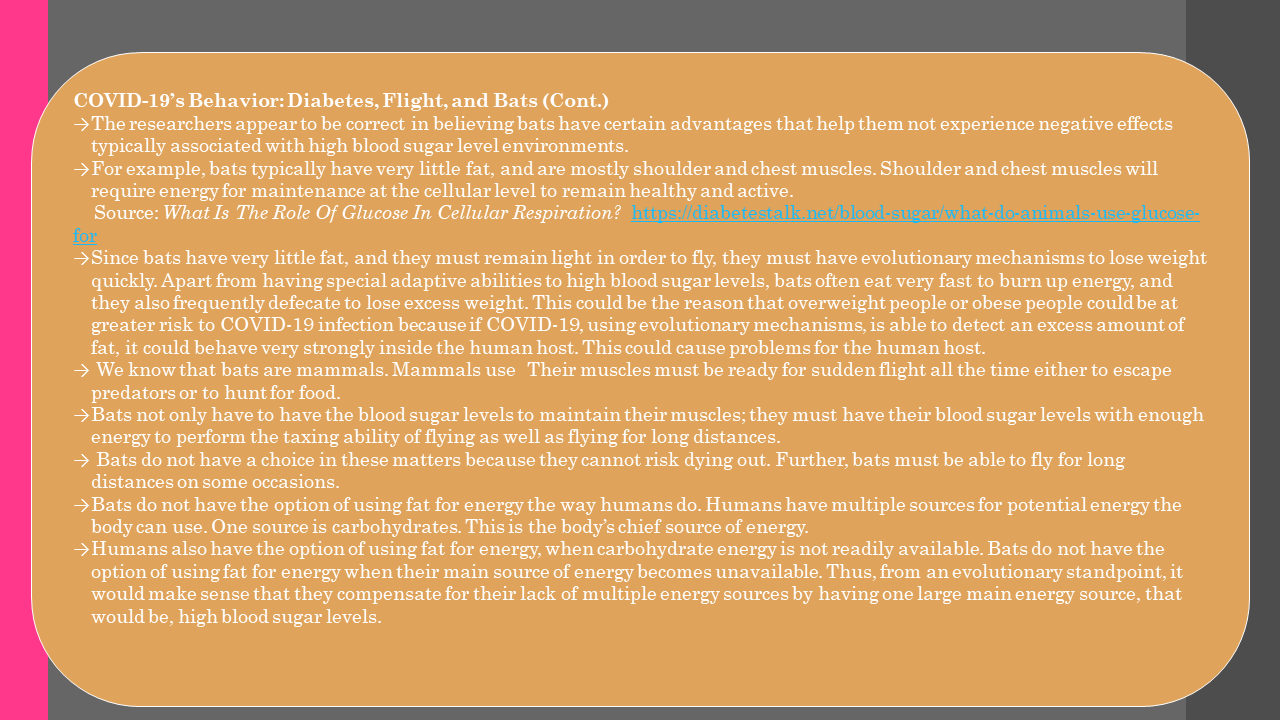 COVID-19’s Behavior: Diabetes, Flight, and Bats (Cont.)
→The researchers appear to be correct in believing bats have certain advantages that help them not experience negative effects
typically associated with high blood sugar level environments.
→For example, bats typically have very little fat, and are mostly shoulder and chest muscles. Shoulder and chest muscles will
require energy for maintenance at the cellular level to remain healthy and active.
Source: What Is The Role Of Glucose In Cellular Respiration? https://diabetestalk.net/blood-sugar/what-do-animals-use-glucose-
for
→Since bats have very little fat, and they must remain light in order to fly, they must have evolutionary mechanisms to lose weight
quickly. Apart from having special adaptive abilities to high blood sugar levels, bats often eat very fast to burn up energy, and
they also frequently defecate to lose excess weight. This could be the reason that overweight people or obese people could be at
greater risk to COVID-19 infection because if COVID-19, using evolutionary mechanisms, is able to detect an excess amount of
fat, it could behave very strongly inside the human host. This could cause problems for the human host.
→ We know that bats are mammals. Mammals use Their muscles must be ready for sudden flight all the time either to escape
predators or to hunt for food.
→Bats not only have to have the blood sugar levels to maintain their muscles; they must have their blood sugar levels with enough
energy to perform the taxing ability of flying as well as flying for long distances.
→ Bats do not have a choice in these matters because they cannot risk dying out. Further, bats must be able to fly for long
distances on some occasions.
→Bats do not have the option of using fat for energy the way humans do. Humans have multiple sources for potential energy the
body can use. One source is carbohydrates. This is the body’s chief source of energy.
→Humans also have the option of using fat for energy, when carbohydrate energy is not readily available. Bats do not have the
option of using fat for energy when their main source of energy becomes unavailable. Thus, from an evolutionary standpoint, it
would make sense that they compensate for their lack of multiple energy sources by having one large main energy source, that
would be, high blood sugar levels.